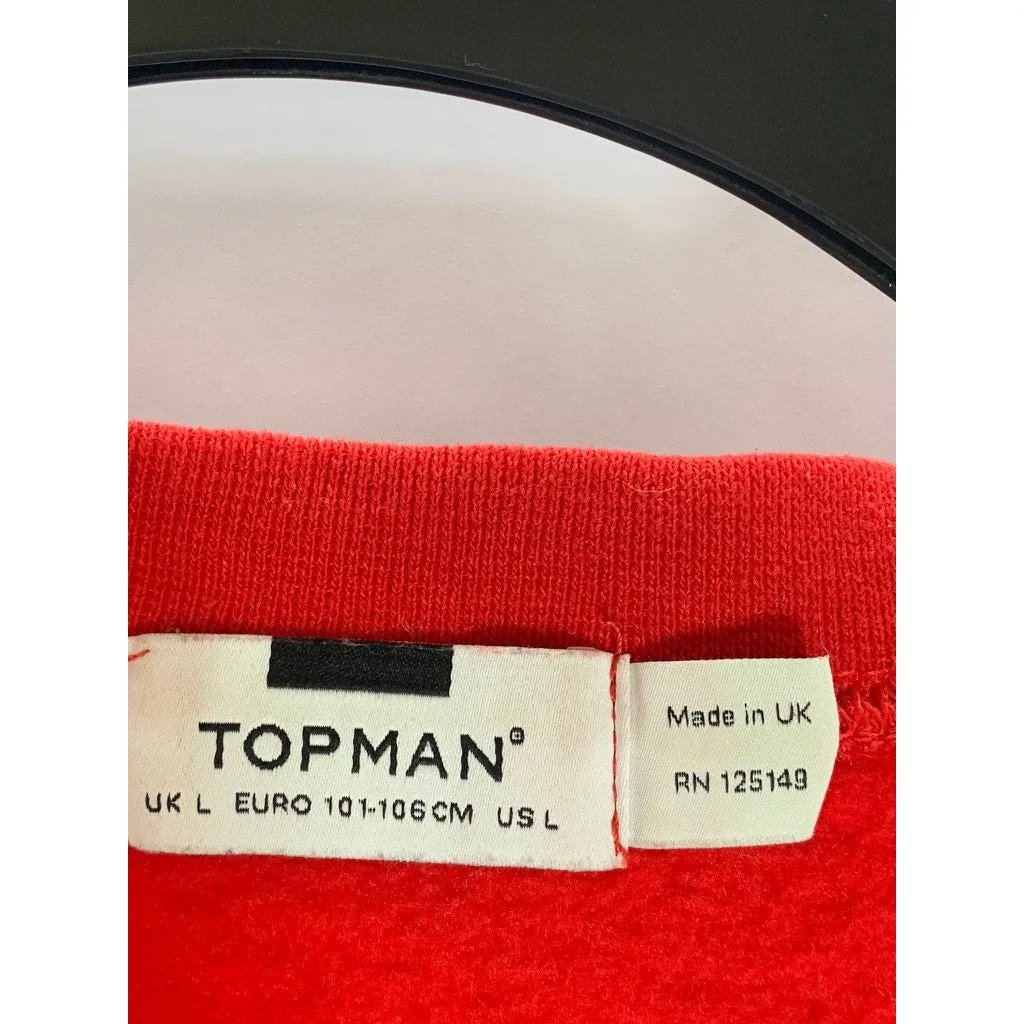 TOPMAN®
UK L EURO 101-106CM US L
Made in UK
RN 125149